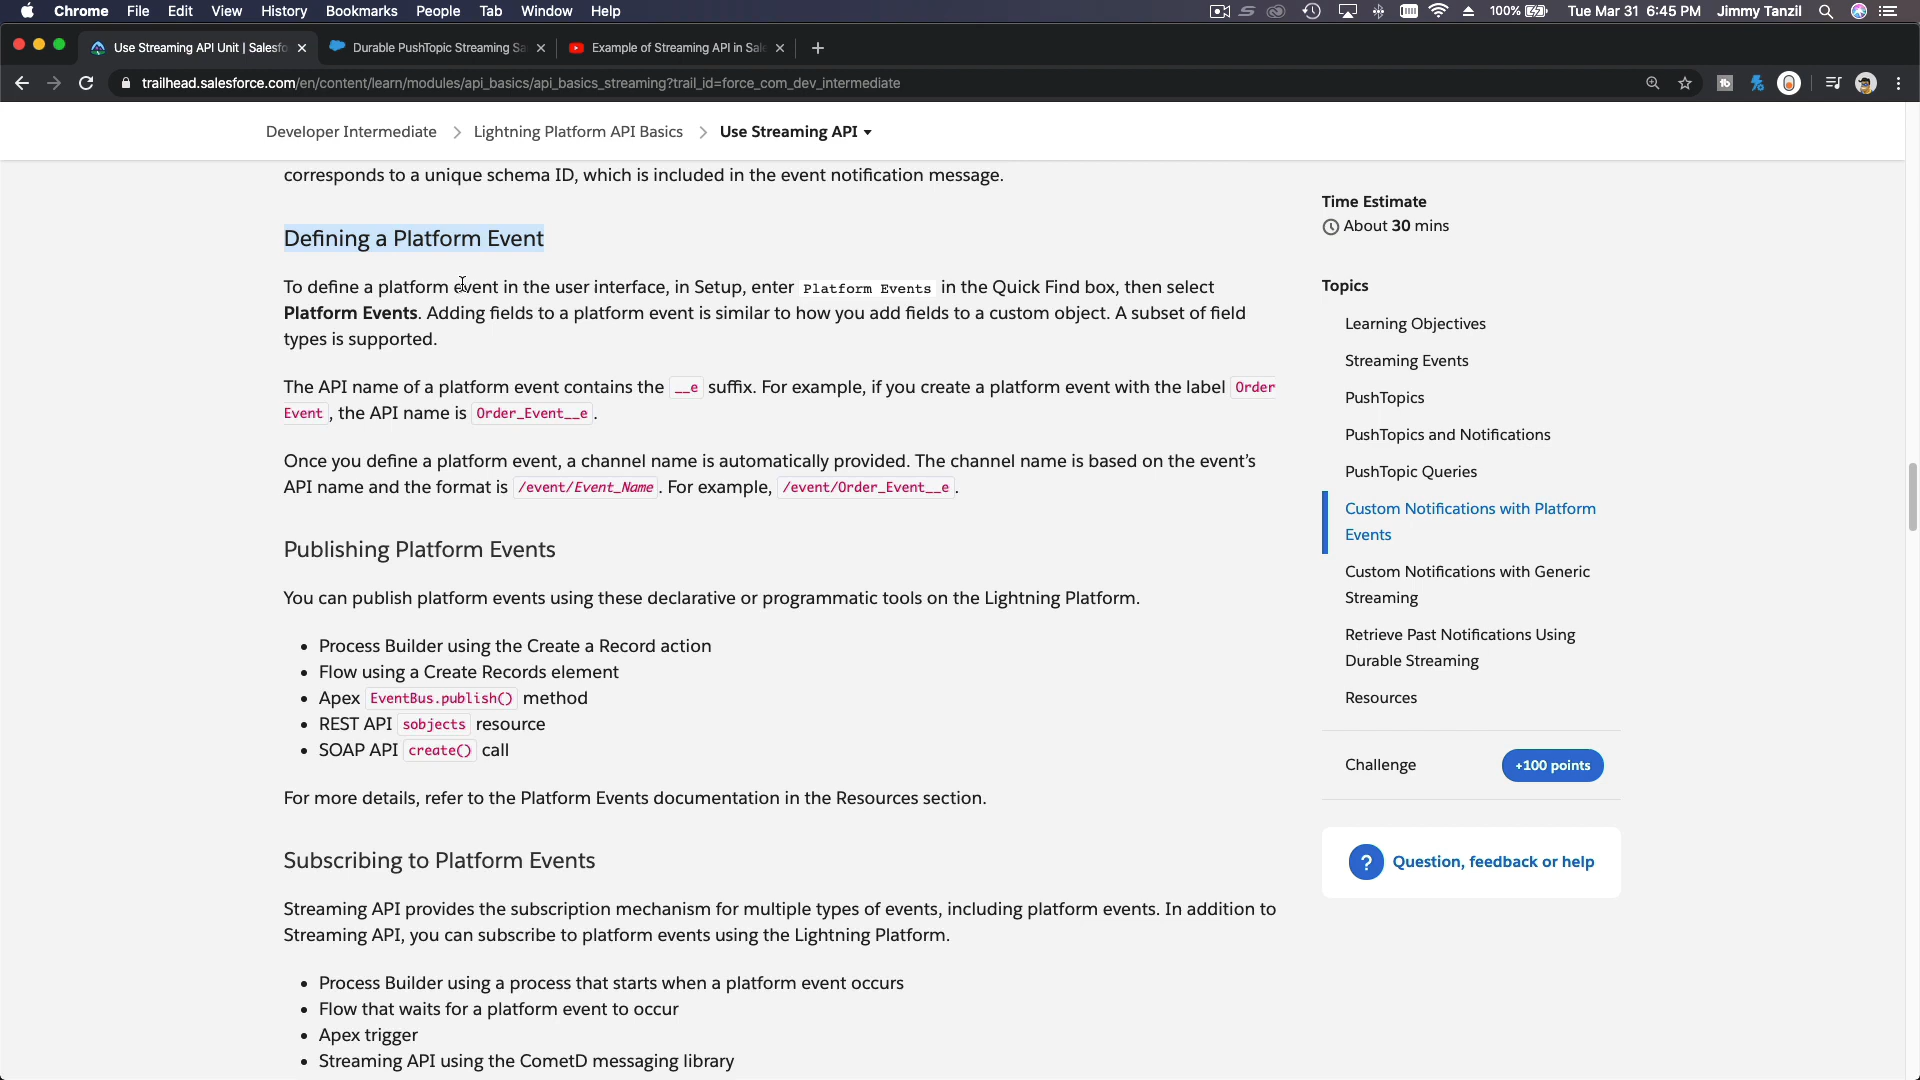 Chrome File Edit View History Bookmarks People Tab Window Help 100% Tue Mar 31 6:45 PM Jimmy Tanzil
Use Streaming API Unit | Salesfo Durable PushTopic Streaming Sa Example of Streaming API in Sal
trailhead.salesforce.com/en/content/learn/modules/api_basics/api_basics_streaming?trail_id=force_com_dev_intermediate
Developer Intermediate > Lightning Platform API Basics > Use Streaming API
corresponds to a unique schema ID, which is included in the event notification message.
Defining a Platform Event
To define a platform event in the user interface, in Setup, enter Platform Events in the Quick Find box, then select
Platform Events. Adding fields to a platform event is similar to how you add fields to a custom object. A subset of field
types is supported.
The API name of a platform event contains the __e suffix. For example, if you create a platform event with the label Order
Event, the API name is Order_Event__e.
Once you define a platform event, a channel name is automatically provided. The channel name is based on the event's
API name and the format is /event/Event_Name. For example, /event/Order_Event__e.
Publishing Platform Events
You can publish platform events using these declarative or programmatic tools on the Lightning Platform.
• Process Builder using the Create a Record action
• Flow using a Create Records element
• Apex EventBus.publish() method
• REST API sobjects resource
• SOAP API create() call
For more details, refer to the Platform Events documentation in the Resources section.
Subscribing to Platform Events
Streaming API provides the subscription mechanism for multiple types of events, including platform events. In addition to
Streaming API, you can subscribe to platform events using the Lightning Platform.
• Process Builder using a process that starts when a platform event occurs
• Flow that waits for a platform event to occur
• Apex trigger
• Streaming API using the CometD messaging library
Time Estimate
About 30 mins
Topics
Learning Objectives
Streaming Events
PushTopics
PushTopics and Notifications
PushTopic Queries
Custom Notifications with Platform
Events
Custom Notifications with Generic
Streaming
Retrieve Past Notifications Using
Durable Streaming
Resources
Challenge +100 points
? Question, feedback or help